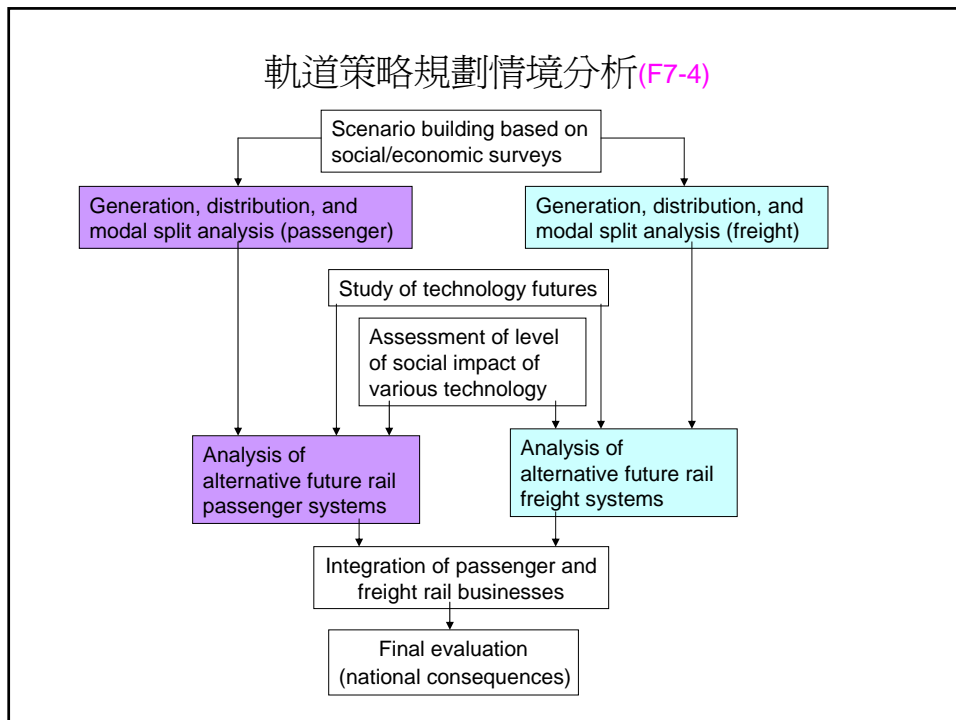 軌道策略規劃情境分析(F7-4)
Scenario building based on
social/economic surveys
Generation, distribution, and
modal split analysis (passenger)
Generation, distribution, and
modal split analysis (freight)
Study of technology futures
Assessment of level
of social impact of
various technology
Analysis of
alternative future rail
passenger systems
Analysis of
alternative future rail
freight systems
Integration of passenger and
freight rail businesses
Final evaluation
(national consequences)